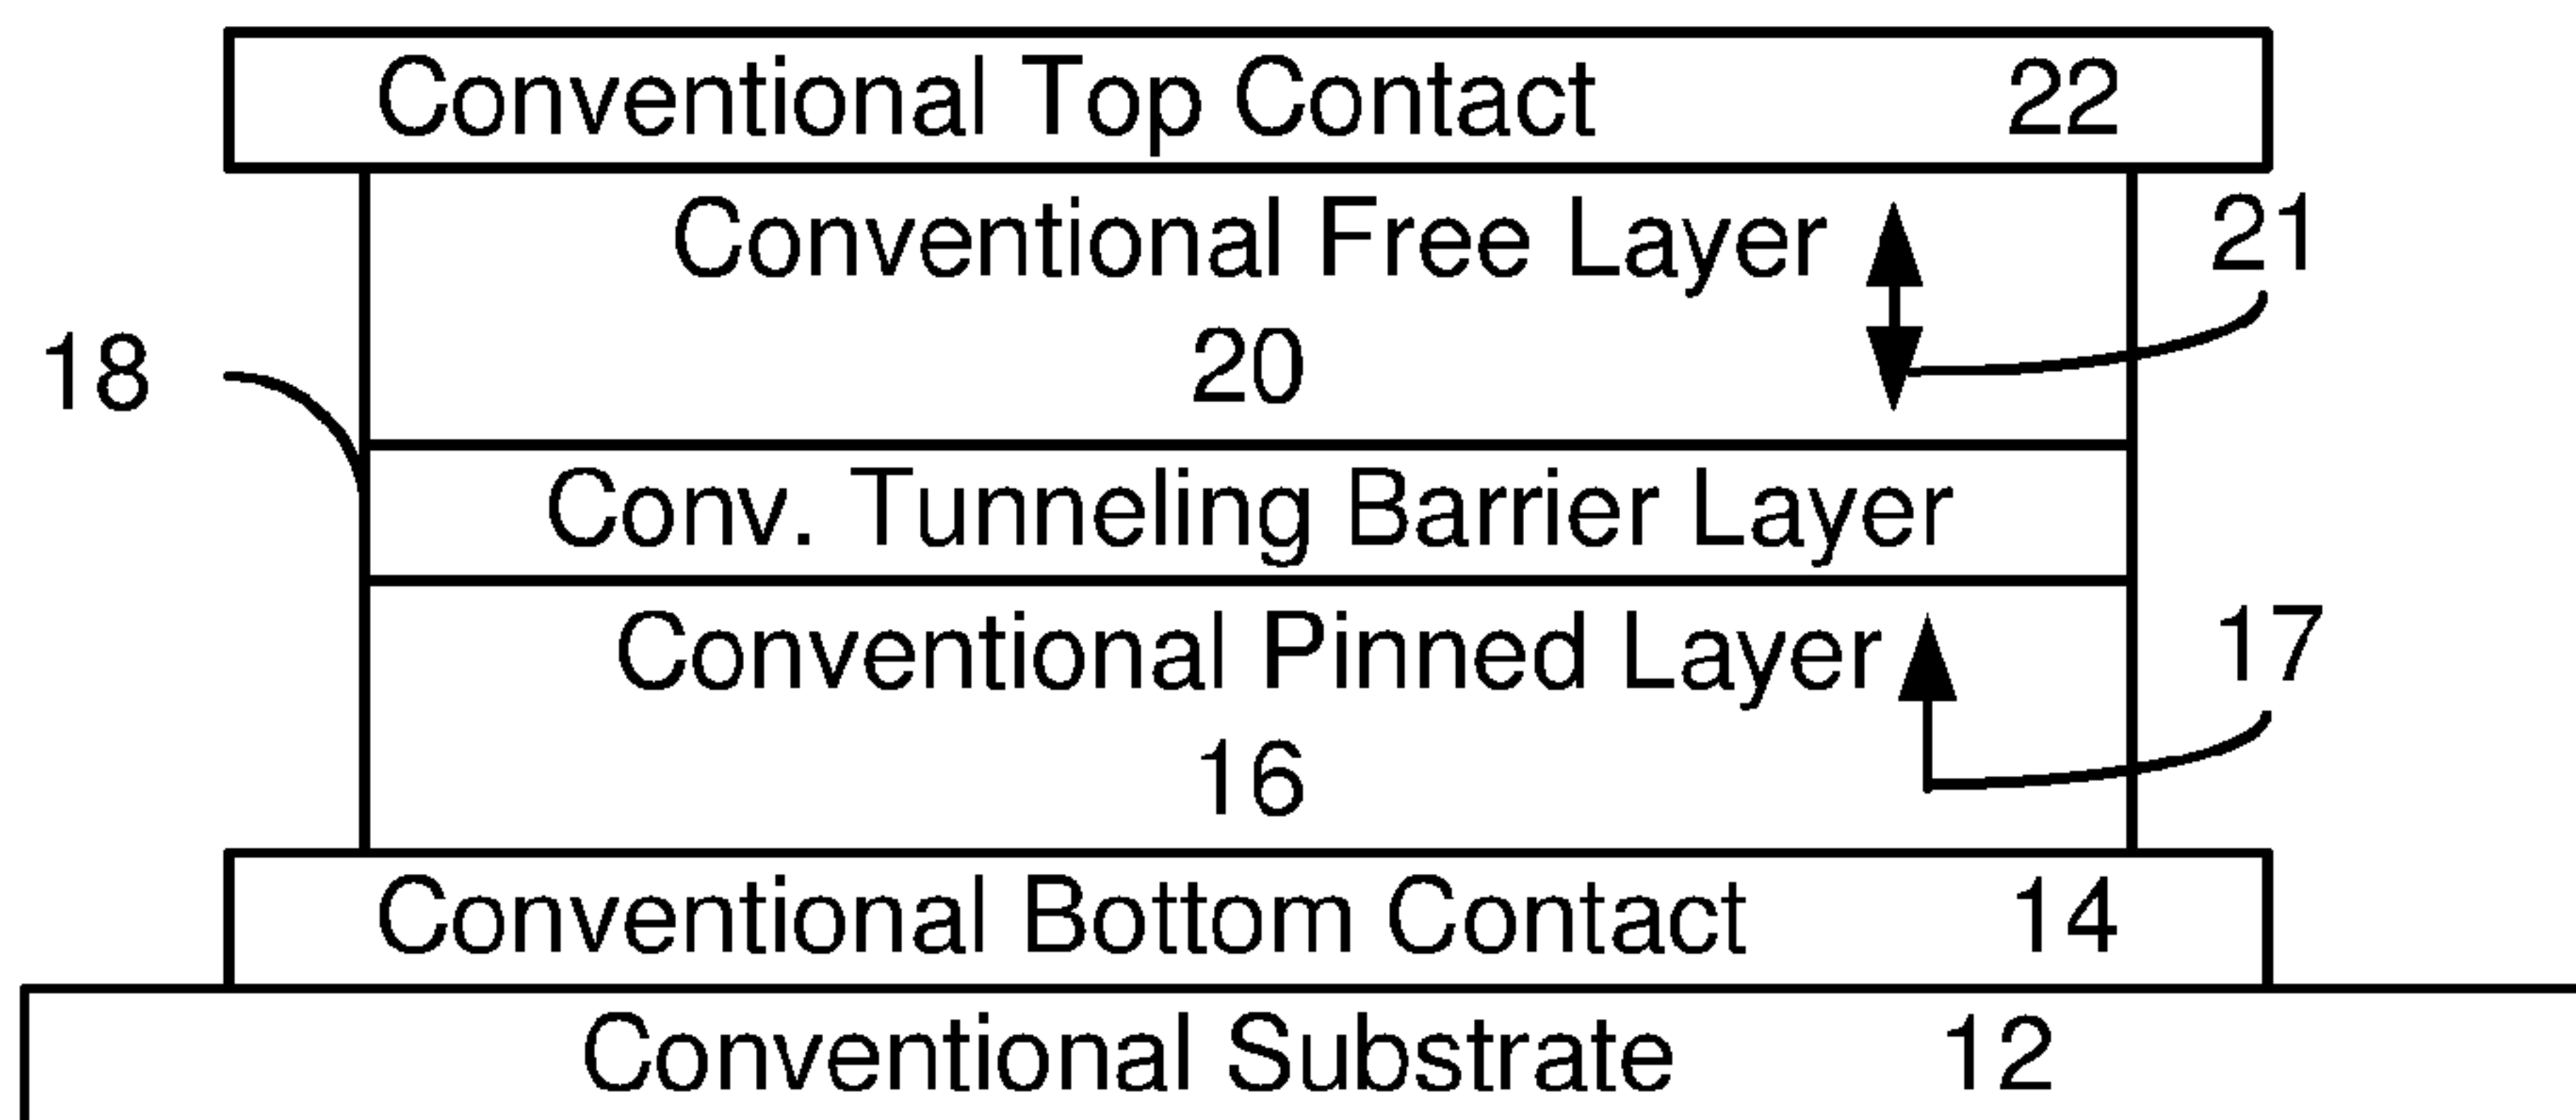 Conventional Top Contact 22
Conventional Free Layer 21
20
18
Conv. Tunneling Barrier Layer
Conventional Pinned Layer 17
16
Conventional Bottom Contact 14
Conventional Substrate 12